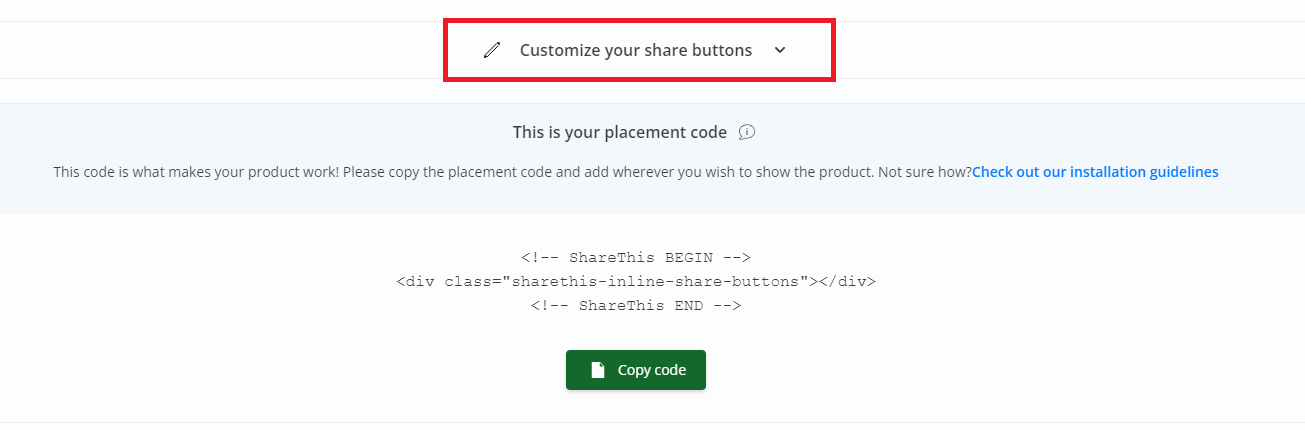 Customize your share buttons
This is your placement code
This code is what makes your product work! Please copy the placement code and add wherever you wish to show the product. Not sure how?Check out our installation guidelines
<!-- ShareThis BEGIN -->
<div class="sharethis-inline-share-buttons"></div>
<!-- ShareThis END -->
Copy code